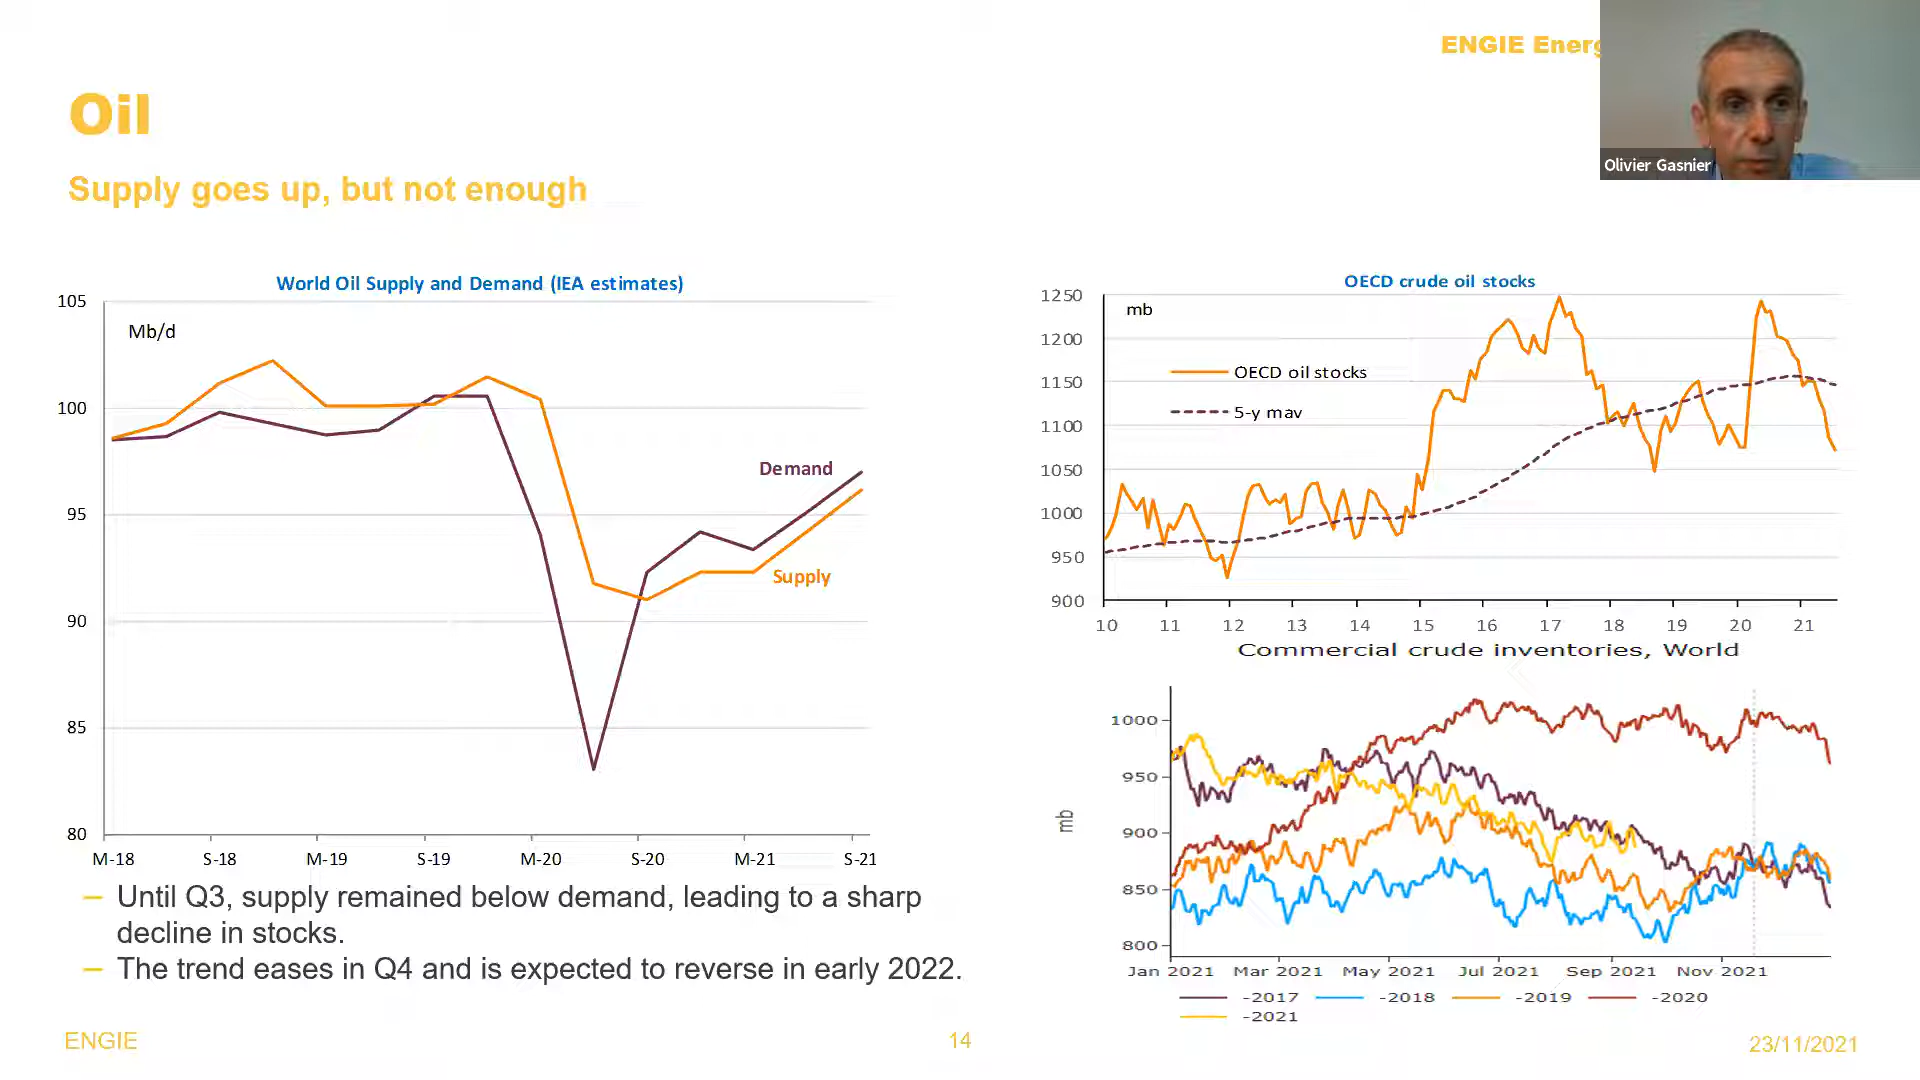 ENGIE Energ
Olivier Gasnier
Oil
Supply goes up, but not enough
World Oil Supply and Demand (IEA estimates)
105
Mb/d
100
95
90
85
80
Demand
Supply
M-18 S-18 M-19 S-19 M-20 S-20 M-21 S-21
OECD crude oil stocks
1250
mb
1200
1150
1100
1050
1000
950
900
OECD oil stocks
5-y mav
10 11 12 13 14 15 16 17 18 19 20 21
Commercial crude inventories, World
1000
950
900
850
800
mb
Jan 2021 Mar 2021 May 2021 Jul 2021 Sep 2021 Nov 2021
-2017 -2018 -2019 -2020
-2021
– Until Q3, supply remained below demand, leading to a sharp
decline in stocks.
– The trend eases in Q4 and is expected to reverse in early 2022.
ENGIE
14
23/11/2021